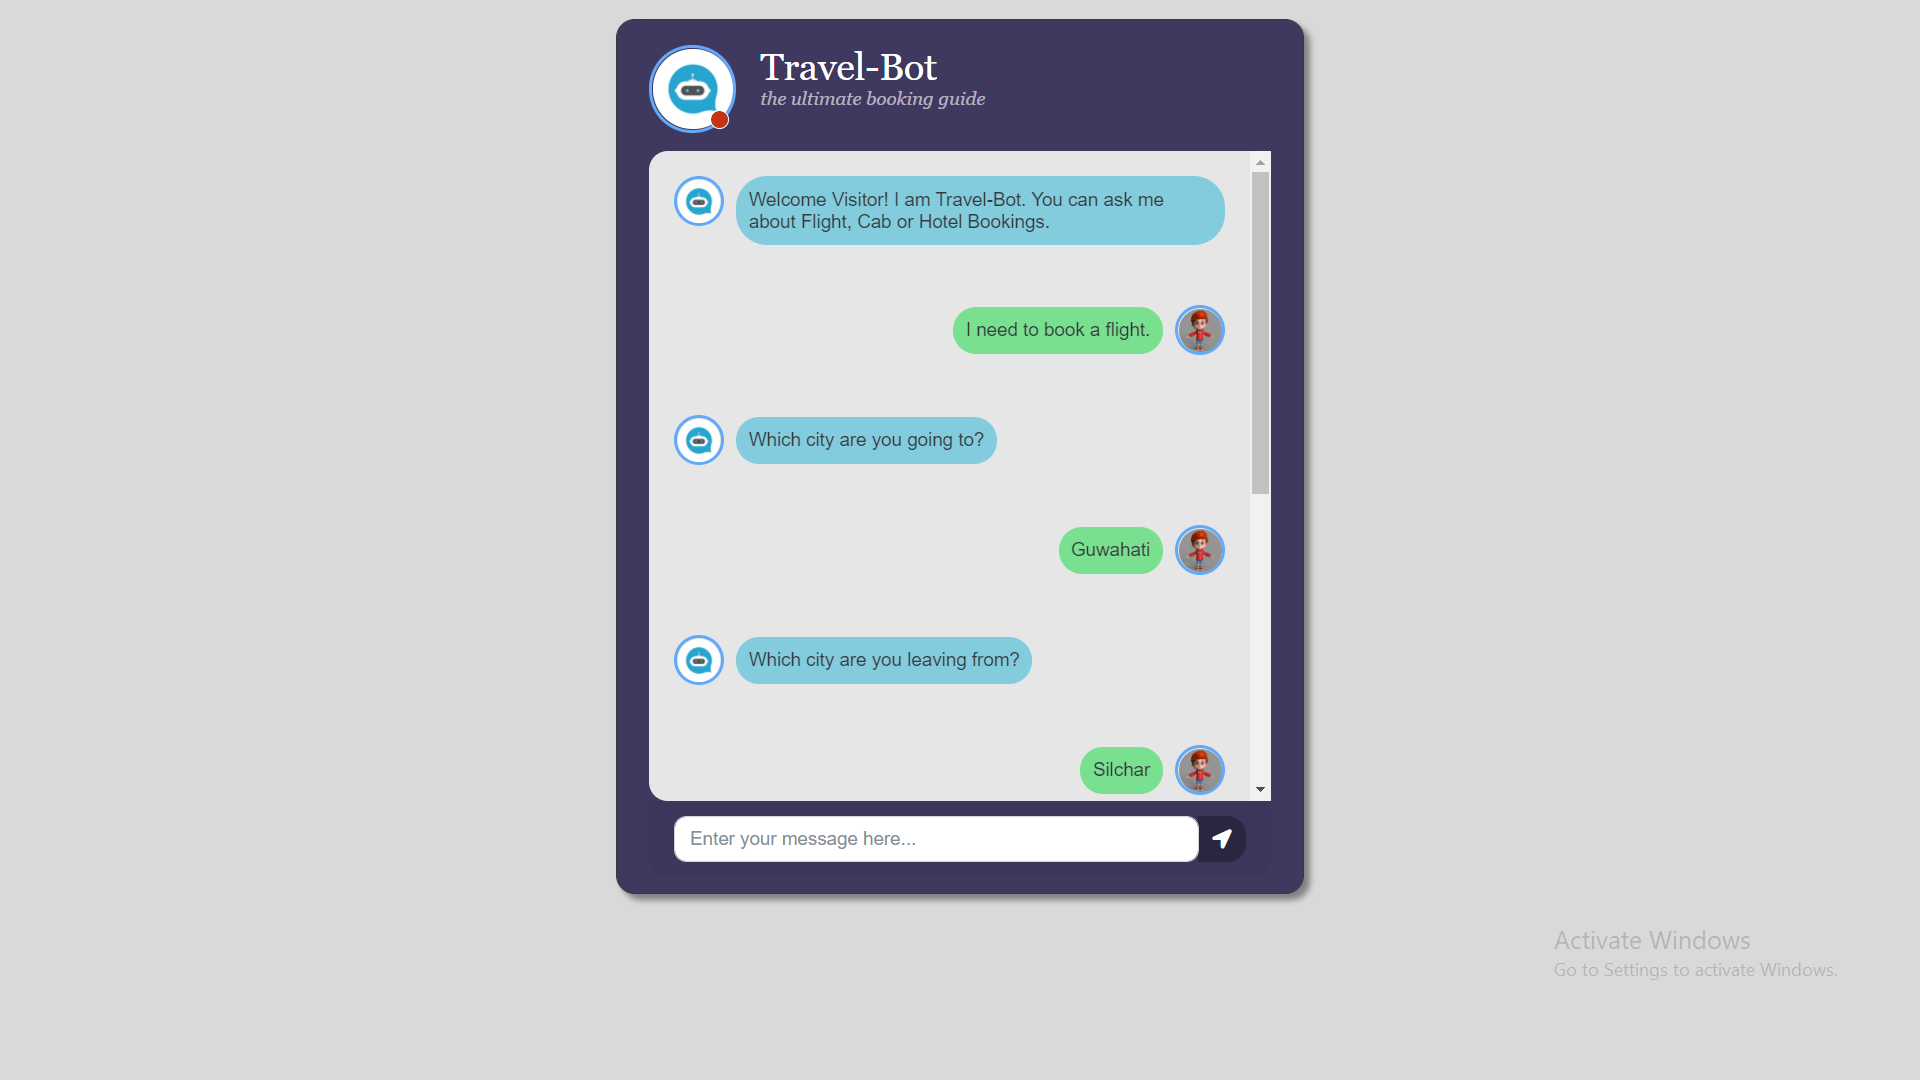 Travel-Bot
the ultimate booking guide
Welcome Visitor! I am Travel-Bot. You can ask me
about Flight, Cab or Hotel Bookings.
I need to book a flight.
Which city are you going to?
Guwahati
Which city are you leaving from?
Silchar
Enter your message here...
Activate Windows
Go to Settings to activate Windows.